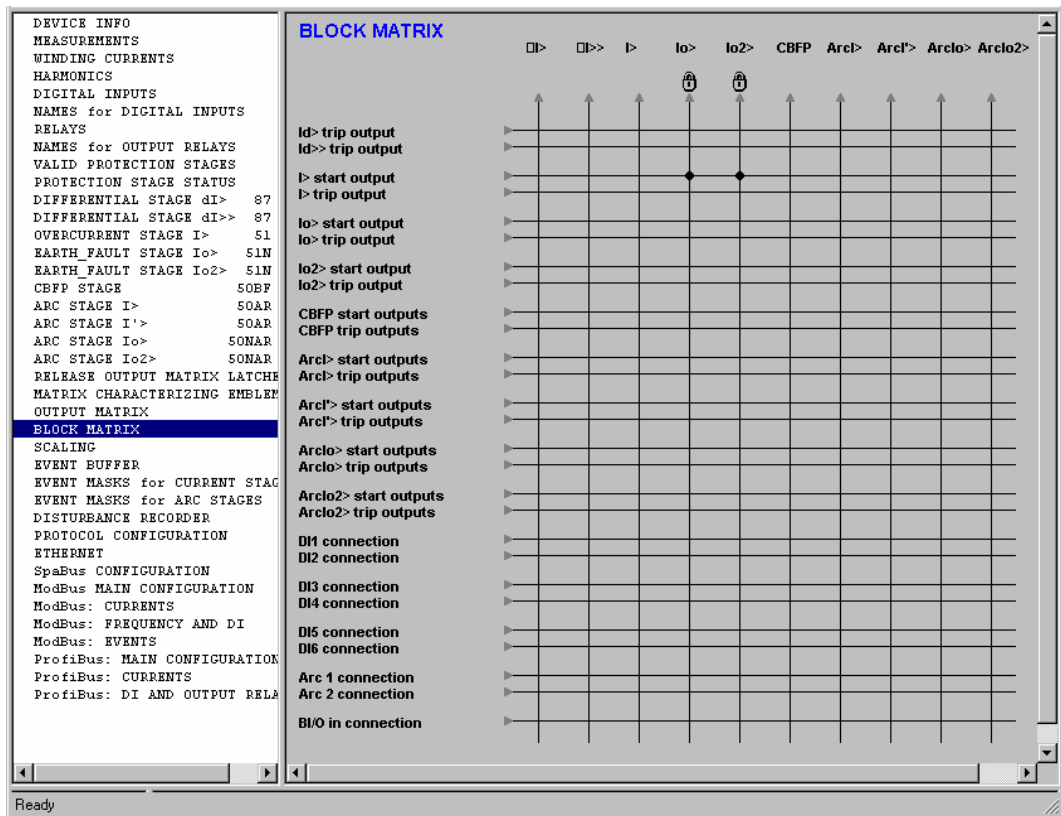 DEVICE INFO
MEASUREMENTS
WINDING CURRENTS
HARMONICS
DIGITAL INPUTS
NAMES for DIGITAL INPUTS
RELAYS
NAMES for OUTPUT RELAYS
VALID PROTECTION STAGES
PROTECTION STAGE STATUS
DIFFERENTIAL STAGE dI> 87
DIFFERENTIAL STAGE dI>> 87
OVERCURRENT STAGE I> 51
EARTH_FAULT STAGE Io> 51N
EARTH_FAULT STAGE Io2> 51N
CBFP STAGE 50BF
ARC STAGE I> 50AR
ARC STAGE I'> 50AR
ARC STAGE Io> 50NAR
ARC STAGE Io2> 50NAR
RELEASE OUTPUT MATRIX LATCHE
MATRIX CHARACTERIZING EMBLEM
OUTPUT MATRIX
BLOCK MATRIX
SCALING
EVENT BUFFER
EVENT MASKS for CURRENT STAG
EVENT MASKS for ARC STAGES
DISTURBANCE RECORDER
PROTOCOL CONFIGURATION
ETHERNET
SpaBus CONFIGURATION
ModBus MAIN CONFIGURATION
ModBus: CURRENTS
ModBus: FREQUENCY AND DI
ModBus: EVENTS
ProfiBus: MAIN CONFIGURATION
ProfiBus: CURRENTS
ProfiBus: DI AND OUTPUT RELA
BLOCK MATRIX
▯I> ▯I>> I> Io> Io2> CBFP ArcI> ArcI'> ArcIo> ArcIo2>
Id> trip output
Id>> trip output
I> start output
I> trip output
Io> start output
Io> trip output
Io2> start output
Io2> trip output
CBFP start outputs
CBFP trip outputs
ArcI> start outputs
ArcI> trip outputs
ArcI'> start outputs
ArcI'> trip outputs
ArcIo> start outputs
ArcIo> trip outputs
ArcIo2> start outputs
ArcIo2> trip outputs
DI1 connection
DI2 connection
DI3 connection
DI4 connection
DI5 connection
DI6 connection
Arc 1 connection
Arc 2 connection
BI/O in connection
Ready